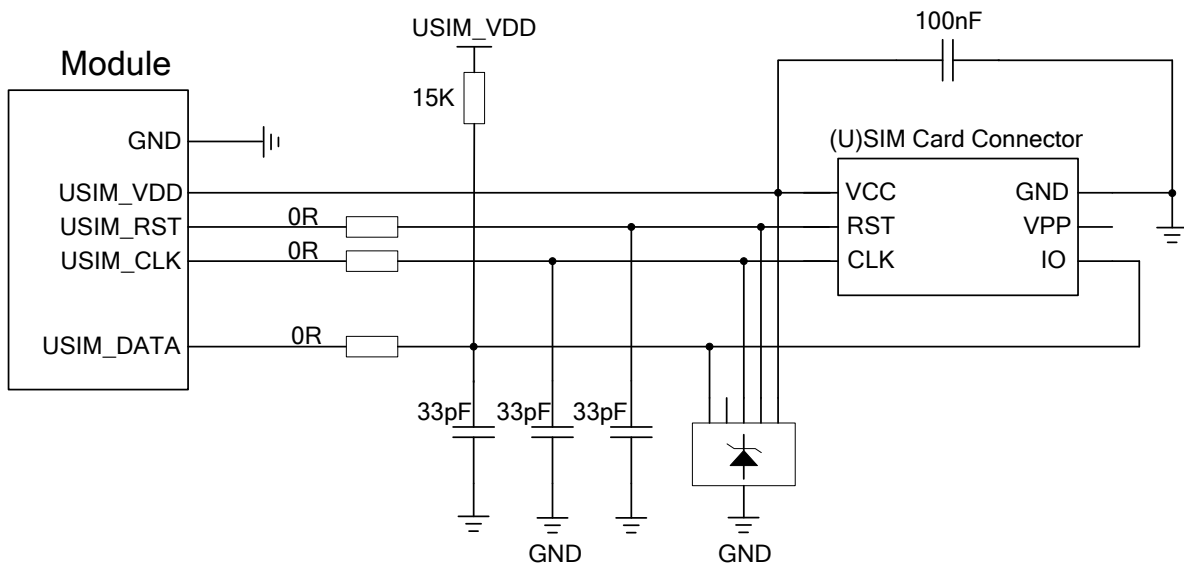 100nF
USIM_VDD
Module
15K
(U)SIM Card Connector
GND
USIM_VDD
USIM_RST
USIM_CLK
USIM_DATA
0R
0R
0R
VCC
RST
CLK
GND
VPP
IO
33pF
33pF
33pF
GND
GND